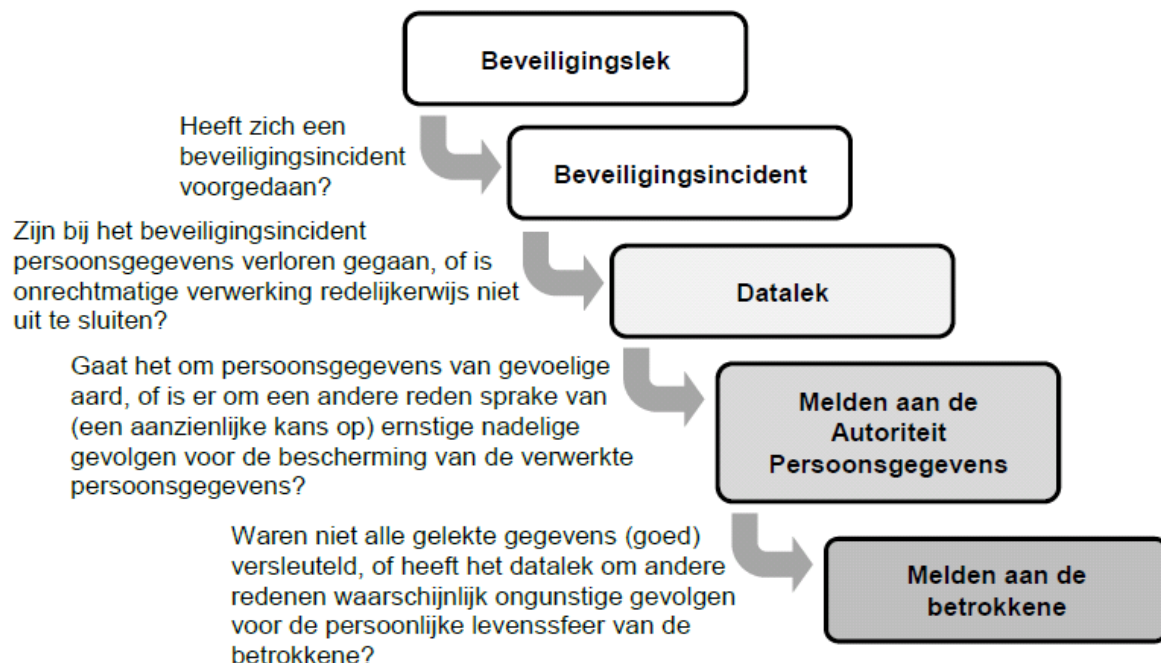 Beveiligingslek
Heeft zich een
beveiligingsincident
voorgedaan?
Beveiligingsincident
Zijn bij het beveiligingsincident
persoonsgegevens verloren gegaan, of is
onrechtmatige verwerking redelijkerwijs niet
uit te sluiten?
Datalek
Gaat het om persoonsgegevens van gevoelige
aard, of is er om een andere reden sprake van
(een aanzienlijke kans op) ernstige nadelige
gevolgen voor de bescherming van de verwerkte
persoonsgegevens?
Melden aan de
Autoriteit
Persoonsgegevens
Waren niet alle gelekte gegevens (goed)
versleuteld, of heeft het datalek om andere
redenen waarschijnlijk ongunstige gevolgen
voor de persoonlijke levenssfeer van de
betrokkene?
Melden aan de
betrokkene